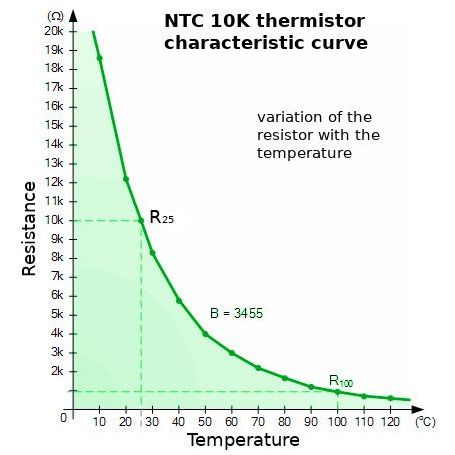 (Ω)
NTC 10K thermistor
characteristic curve
20k
19k
18k
17k
16k
15k
14k
13k
12k
11k
10k
9k
8k
7k
6k
5k
4k
3k
2k
0
variation of the
resistor with the
temperature
Resistance
R25
B = 3455
R100
10 20 30 40 50 60 70 80 90 100 110 120 (°C)
Temperature